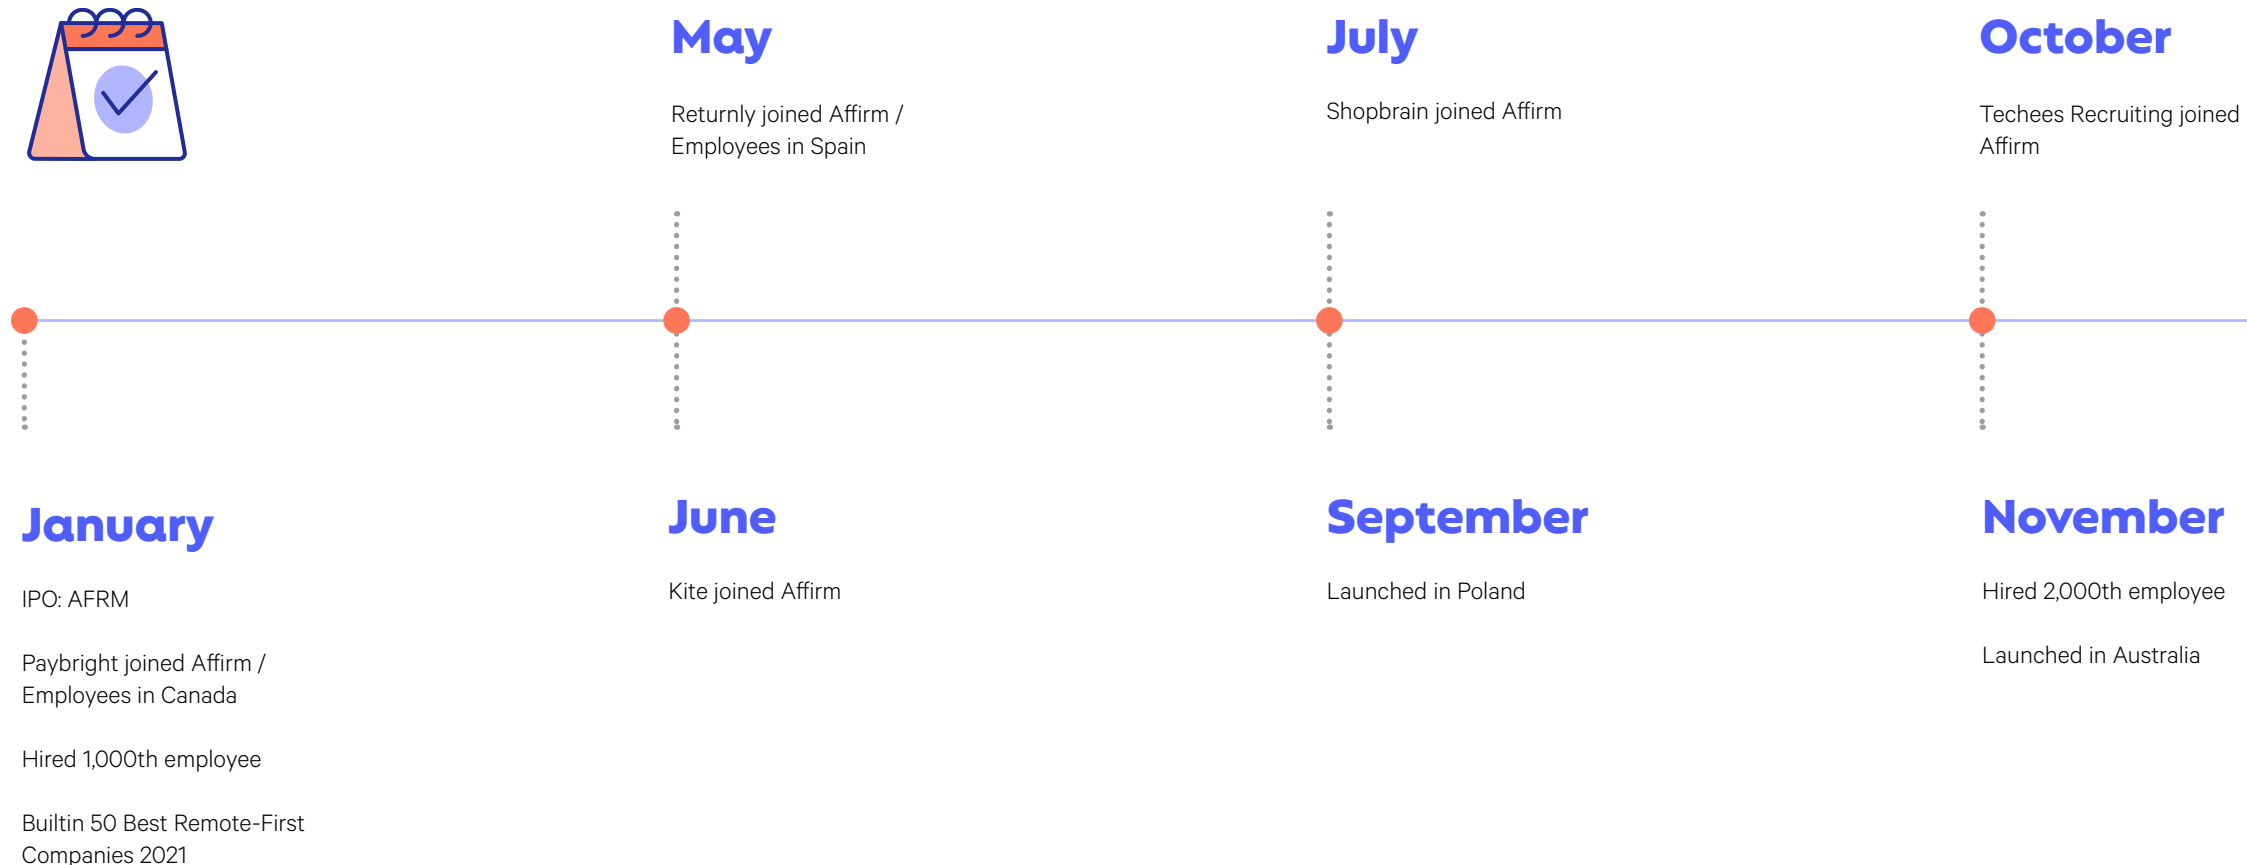 May
Returnly joined Affirm /
Employees in Spain
July
Shopbrain joined Affirm
October
Techees Recruiting joined
Affirm
January
IPO: AFRM
Paybright joined Affirm /
Employees in Canada
Hired 1,000th employee
Builtin 50 Best Remote-First
Companies 2021
June
Kite joined Affirm
September
Launched in Poland
November
Hired 2,000th employee
Launched in Australia